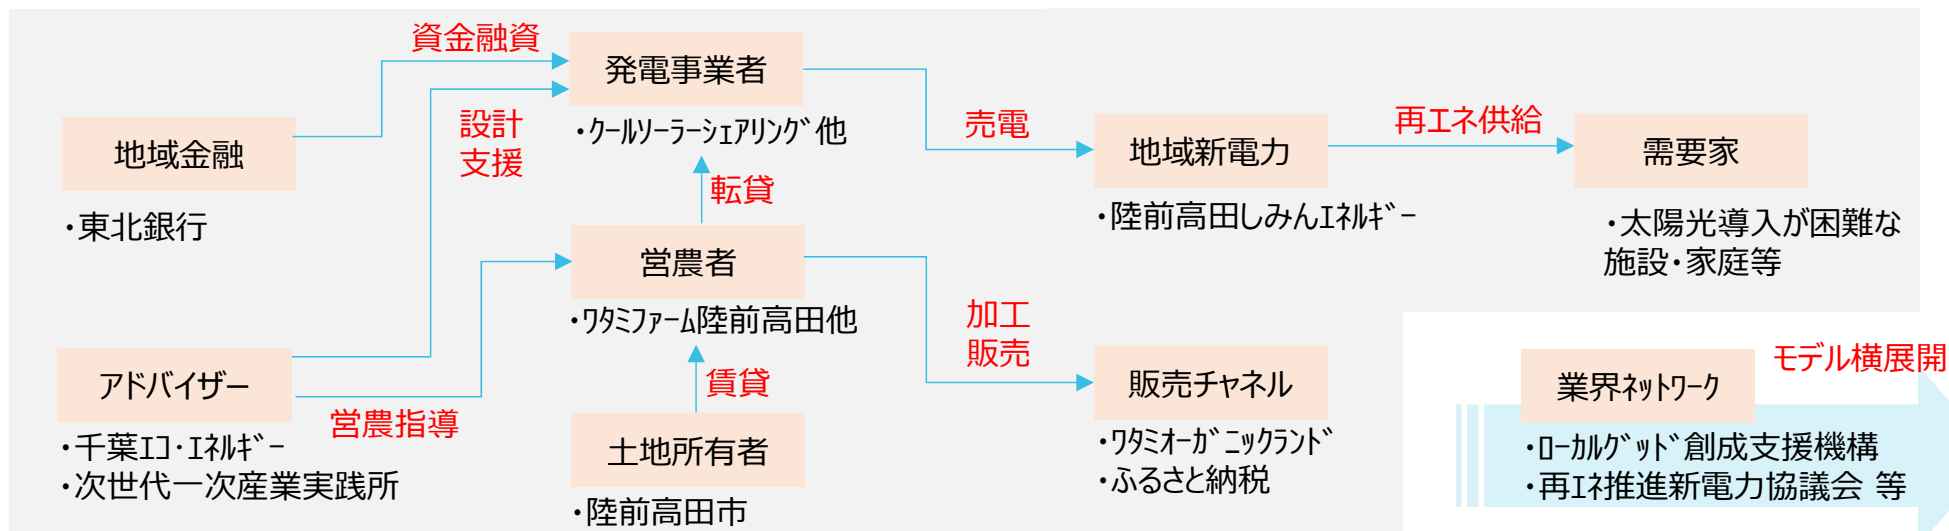 資金融資
発電事業者
・ｸｰﾙｿｰﾗｰｼｪｱﾘﾝｸﾞ他
設計
支援
地域金融
・東北銀行
売電
地域新電力
・陸前高田しみんｴﾈﾙｷﾞｰ
再エネ供給
需要家
・太陽光導入が困難な
施設・家庭等
転貸
営農者
・ﾜﾀﾐﾌｧｰﾑ陸前高田他
アドバイザー
・千葉ｴｺ・ｴﾈﾙｷﾞｰ
・次世代一次産業実践所
営農指導
賃貸
土地所有者
・陸前高田市
加工
販売
販売チャネル
・ﾜﾀﾐｵｰｶﾞﾆｯｸﾗﾝﾄﾞ
・ふるさと納税
モデル横展開
業界ﾈｯﾄﾜｰｸ
・ﾛｰｶﾙｸﾞｯﾄﾞ創成支援機構
・再ｴﾈ推進新電力協議会 等